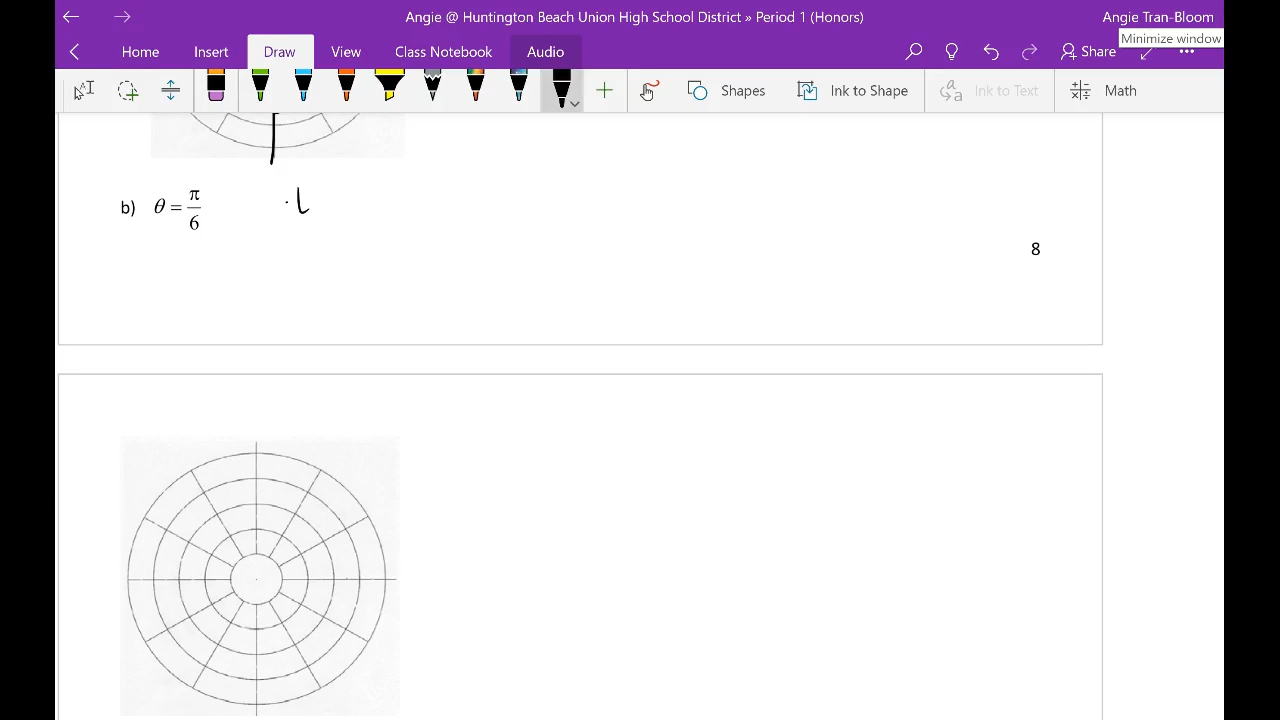 Angie @ Huntington Beach Union High School District » Period 1 (Honors)
Angie Tran-Bloom
Minimize window
Home Insert Draw View Class Notebook Audio
Share
Shapes Ink to Shape Ink to Text Math
b) θ = π/6
8